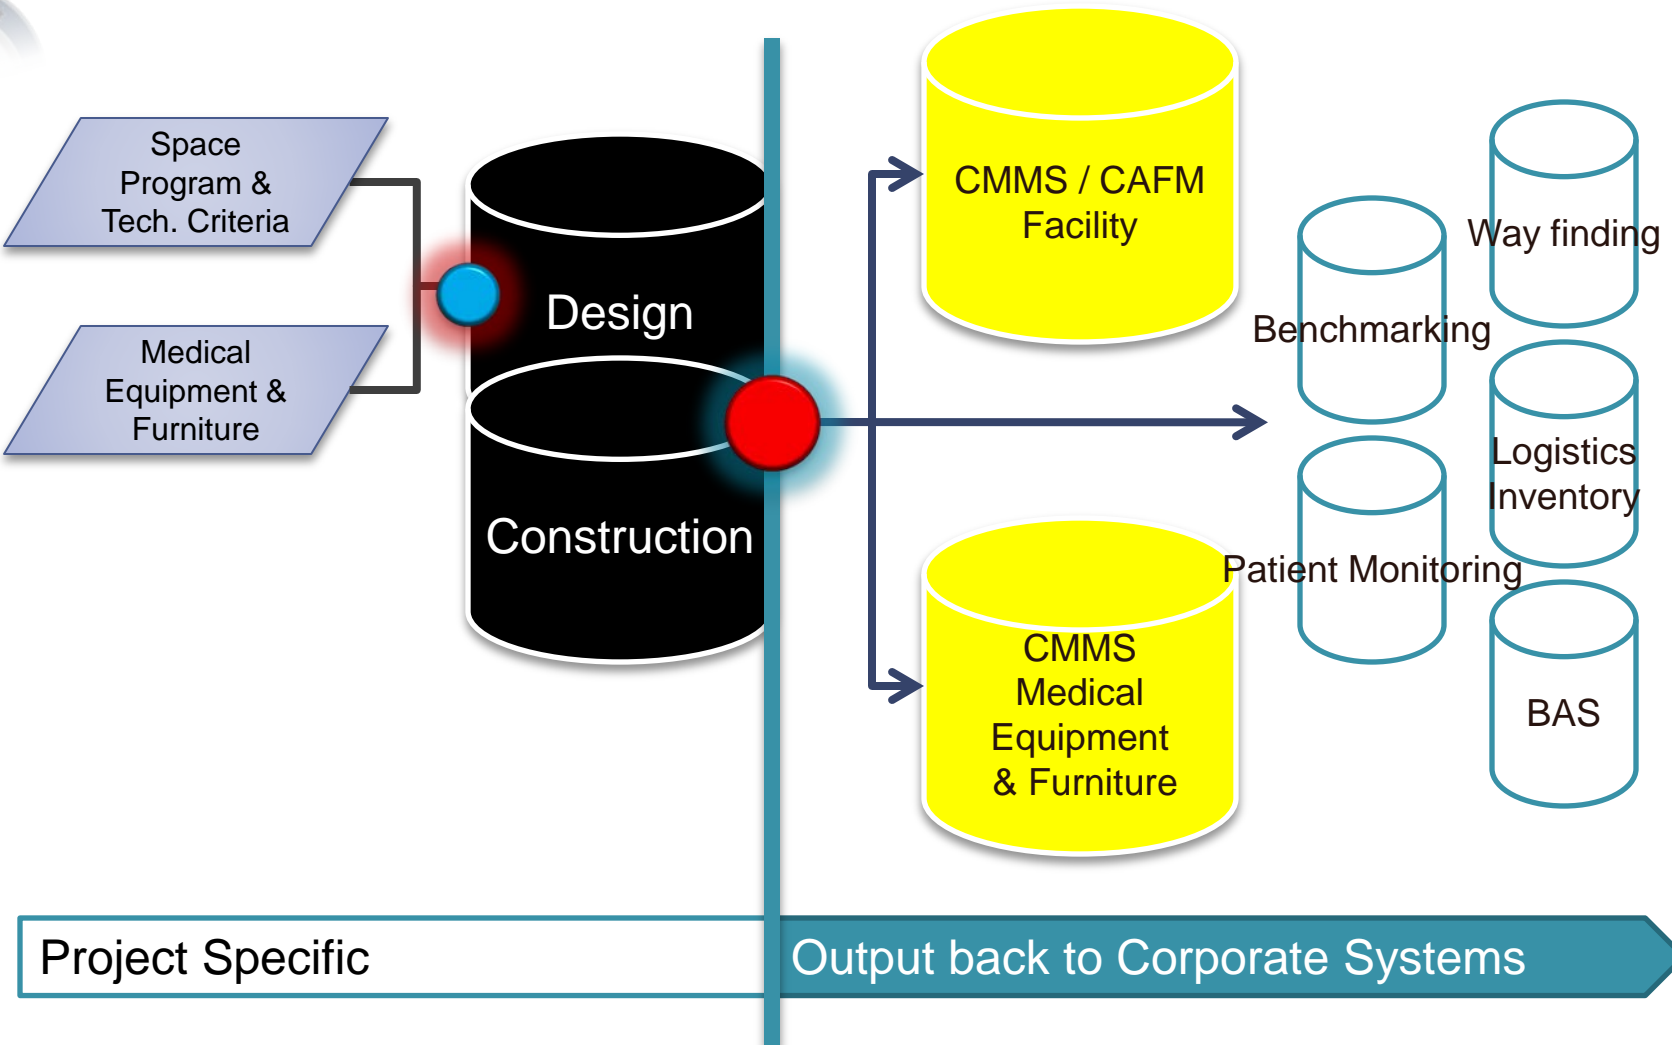 Space
Program &
Tech. Criteria
Medical
Equipment &
Furniture
Design
Construction
CMMS / CAFM
Facility
CMMS
Medical
Equipment
& Furniture
Benchmarking
Patient Monitoring
Way finding
Logistics
Inventory
BAS
Project Specific
Output back to Corporate Systems